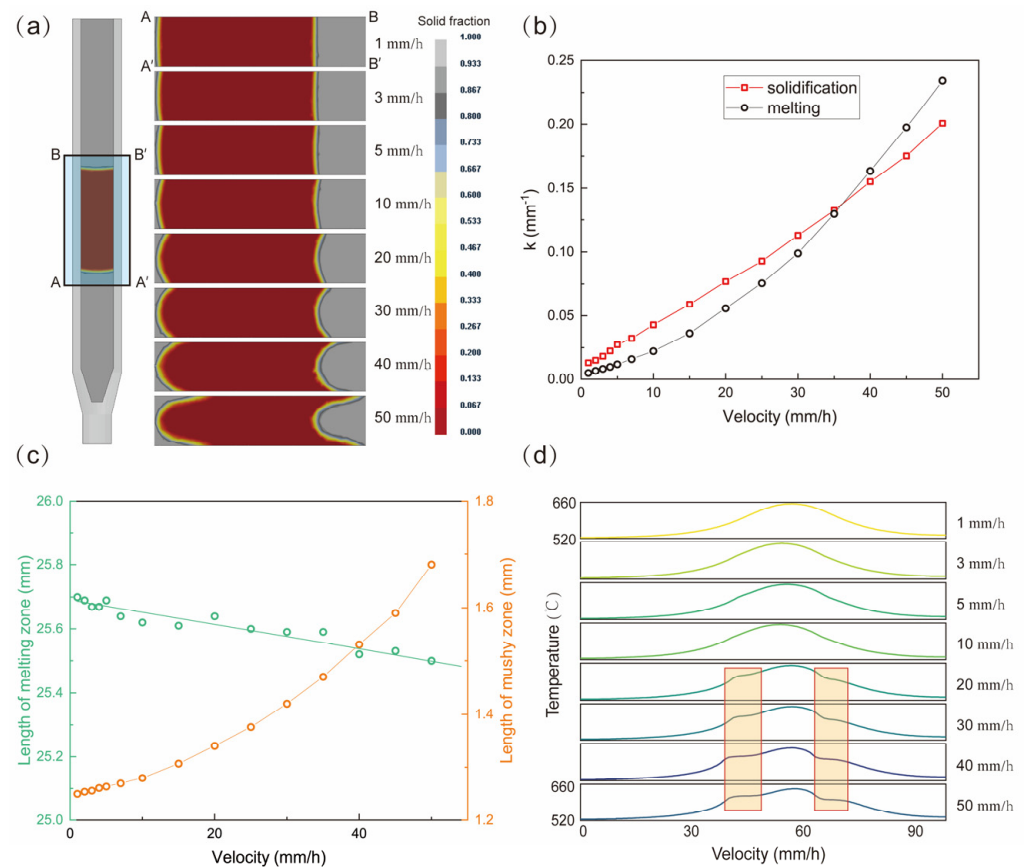 (a)
A
B
Solid fraction
1.000
1 mm/h
0.933
A′
B′
0.867
3 mm/h
0.800
0.733
5 mm/h
0.667
B
B′
0.600
10 mm/h
0.533
0.467
20 mm/h
0.400
A
A′
0.333
30 mm/h
0.267
0.200
40 mm/h
0.133
0.067
50 mm/h
0.000
(b)
0.25
solidification
melting
0.20
0.15
k (mm⁻¹)
0.10
0.05
0.00
0 10 20 30 40 50
Velocity (mm/h)
(c)
26.0
25.8
25.6
25.4
25.2
25.0
Length of melting zone (mm)
1.8
1.6
1.4
1.2
Length of mushy zone (mm)
0 20 40
Velocity (mm/h)
(d)
660
1 mm/h
520
3 mm/h
5 mm/h
Temperature (C)
10 mm/h
20 mm/h
30 mm/h
40 mm/h
660
50 mm/h
520
0 30 60 90
Velocity (mm/h)